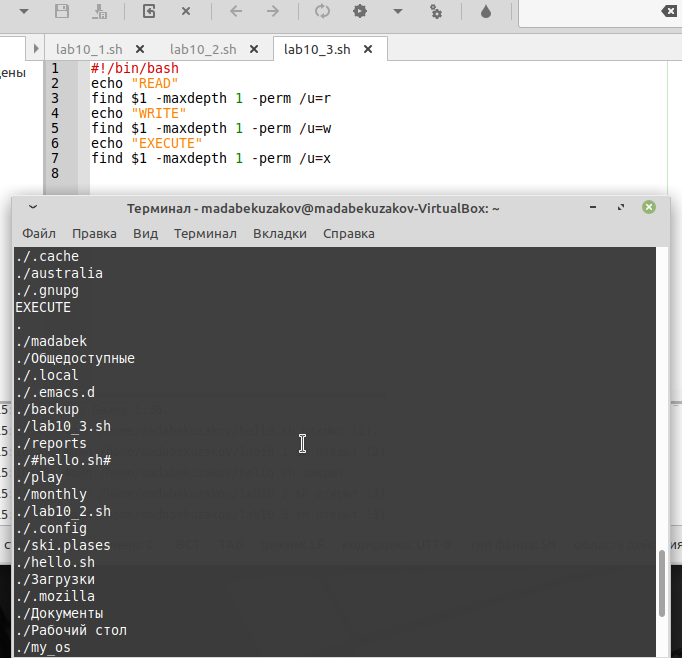 lab10_1.sh lab10_2.sh lab10_3.sh
ены
1 #!/bin/bash
2 echo "READ"
3 find $1 -maxdepth 1 -perm /u=r
4 echo "WRITE"
5 find $1 -maxdepth 1 -perm /u=w
6 echo "EXECUTE"
7 find $1 -maxdepth 1 -perm /u=x
8
Терминал - madabekuzakov@madabekuzakov-VirtualBox: ~
Файл Правка Вид Терминал Вкладки Справка
./.cache
./australia
./.gnupg
EXECUTE
.
./madabek
./Общедоступные
./.local
./.emacs.d
./backup
./lab10_3.sh
./reports
./#hello.sh#
./play
./monthly
./lab10_2.sh
./.config
./ski.plases
./hello.sh
./Загрузки
./.mozilla
./Документы
./Рабочий стол
./my_os